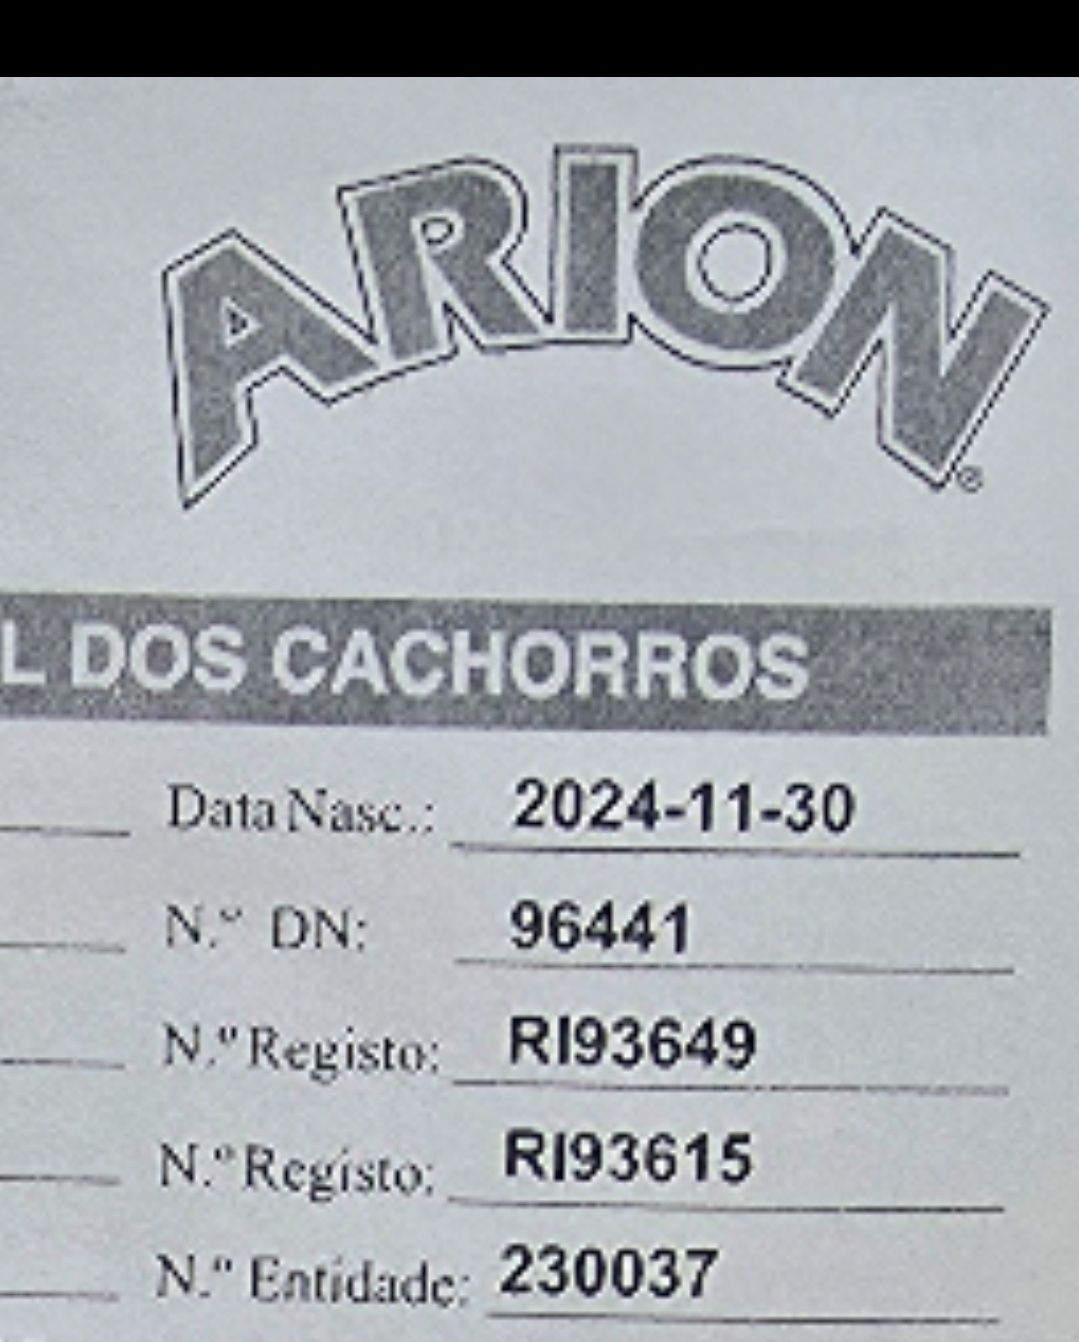 ARION®
L DOS CACHORROS
Data Nasc.: 2024-11-30
N.º DN: 96441
N.º Registo: RI93649
N.º Registo: RI93615
N.º Entidade: 230037